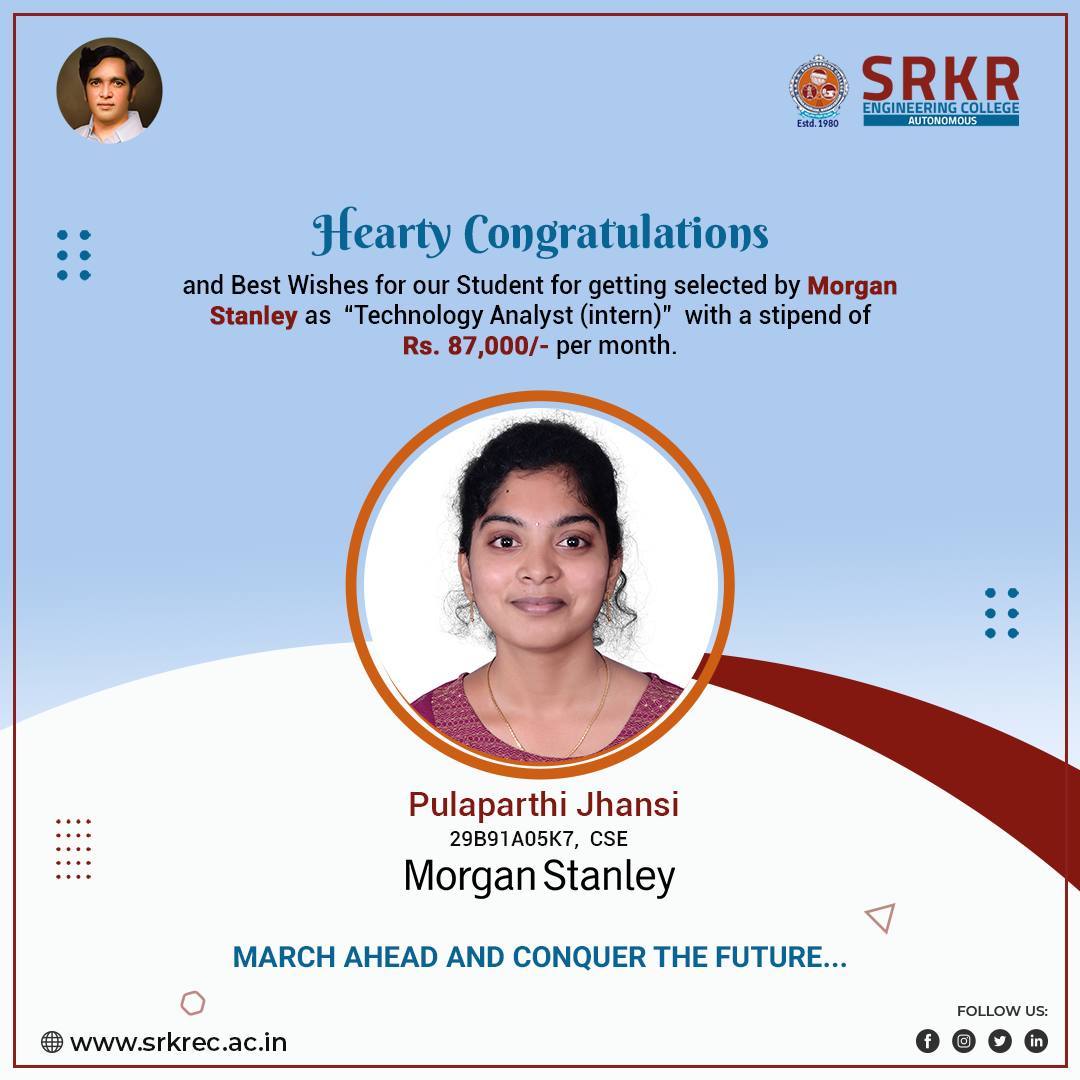 SRKR
ENGINEERING COLLEGE
AUTONOMOUS
Estd. 1980
Hearty Congratulations
and Best Wishes for our Student for getting selected by Morgan
Stanley as “Technology Analyst (intern)” with a stipend of
Rs. 87,000/- per month.
Pulaparthi Jhansi
29B91A05K7, CSE
Morgan Stanley
MARCH AHEAD AND CONQUER THE FUTURE...
FOLLOW US:
www.srkrec.ac.in